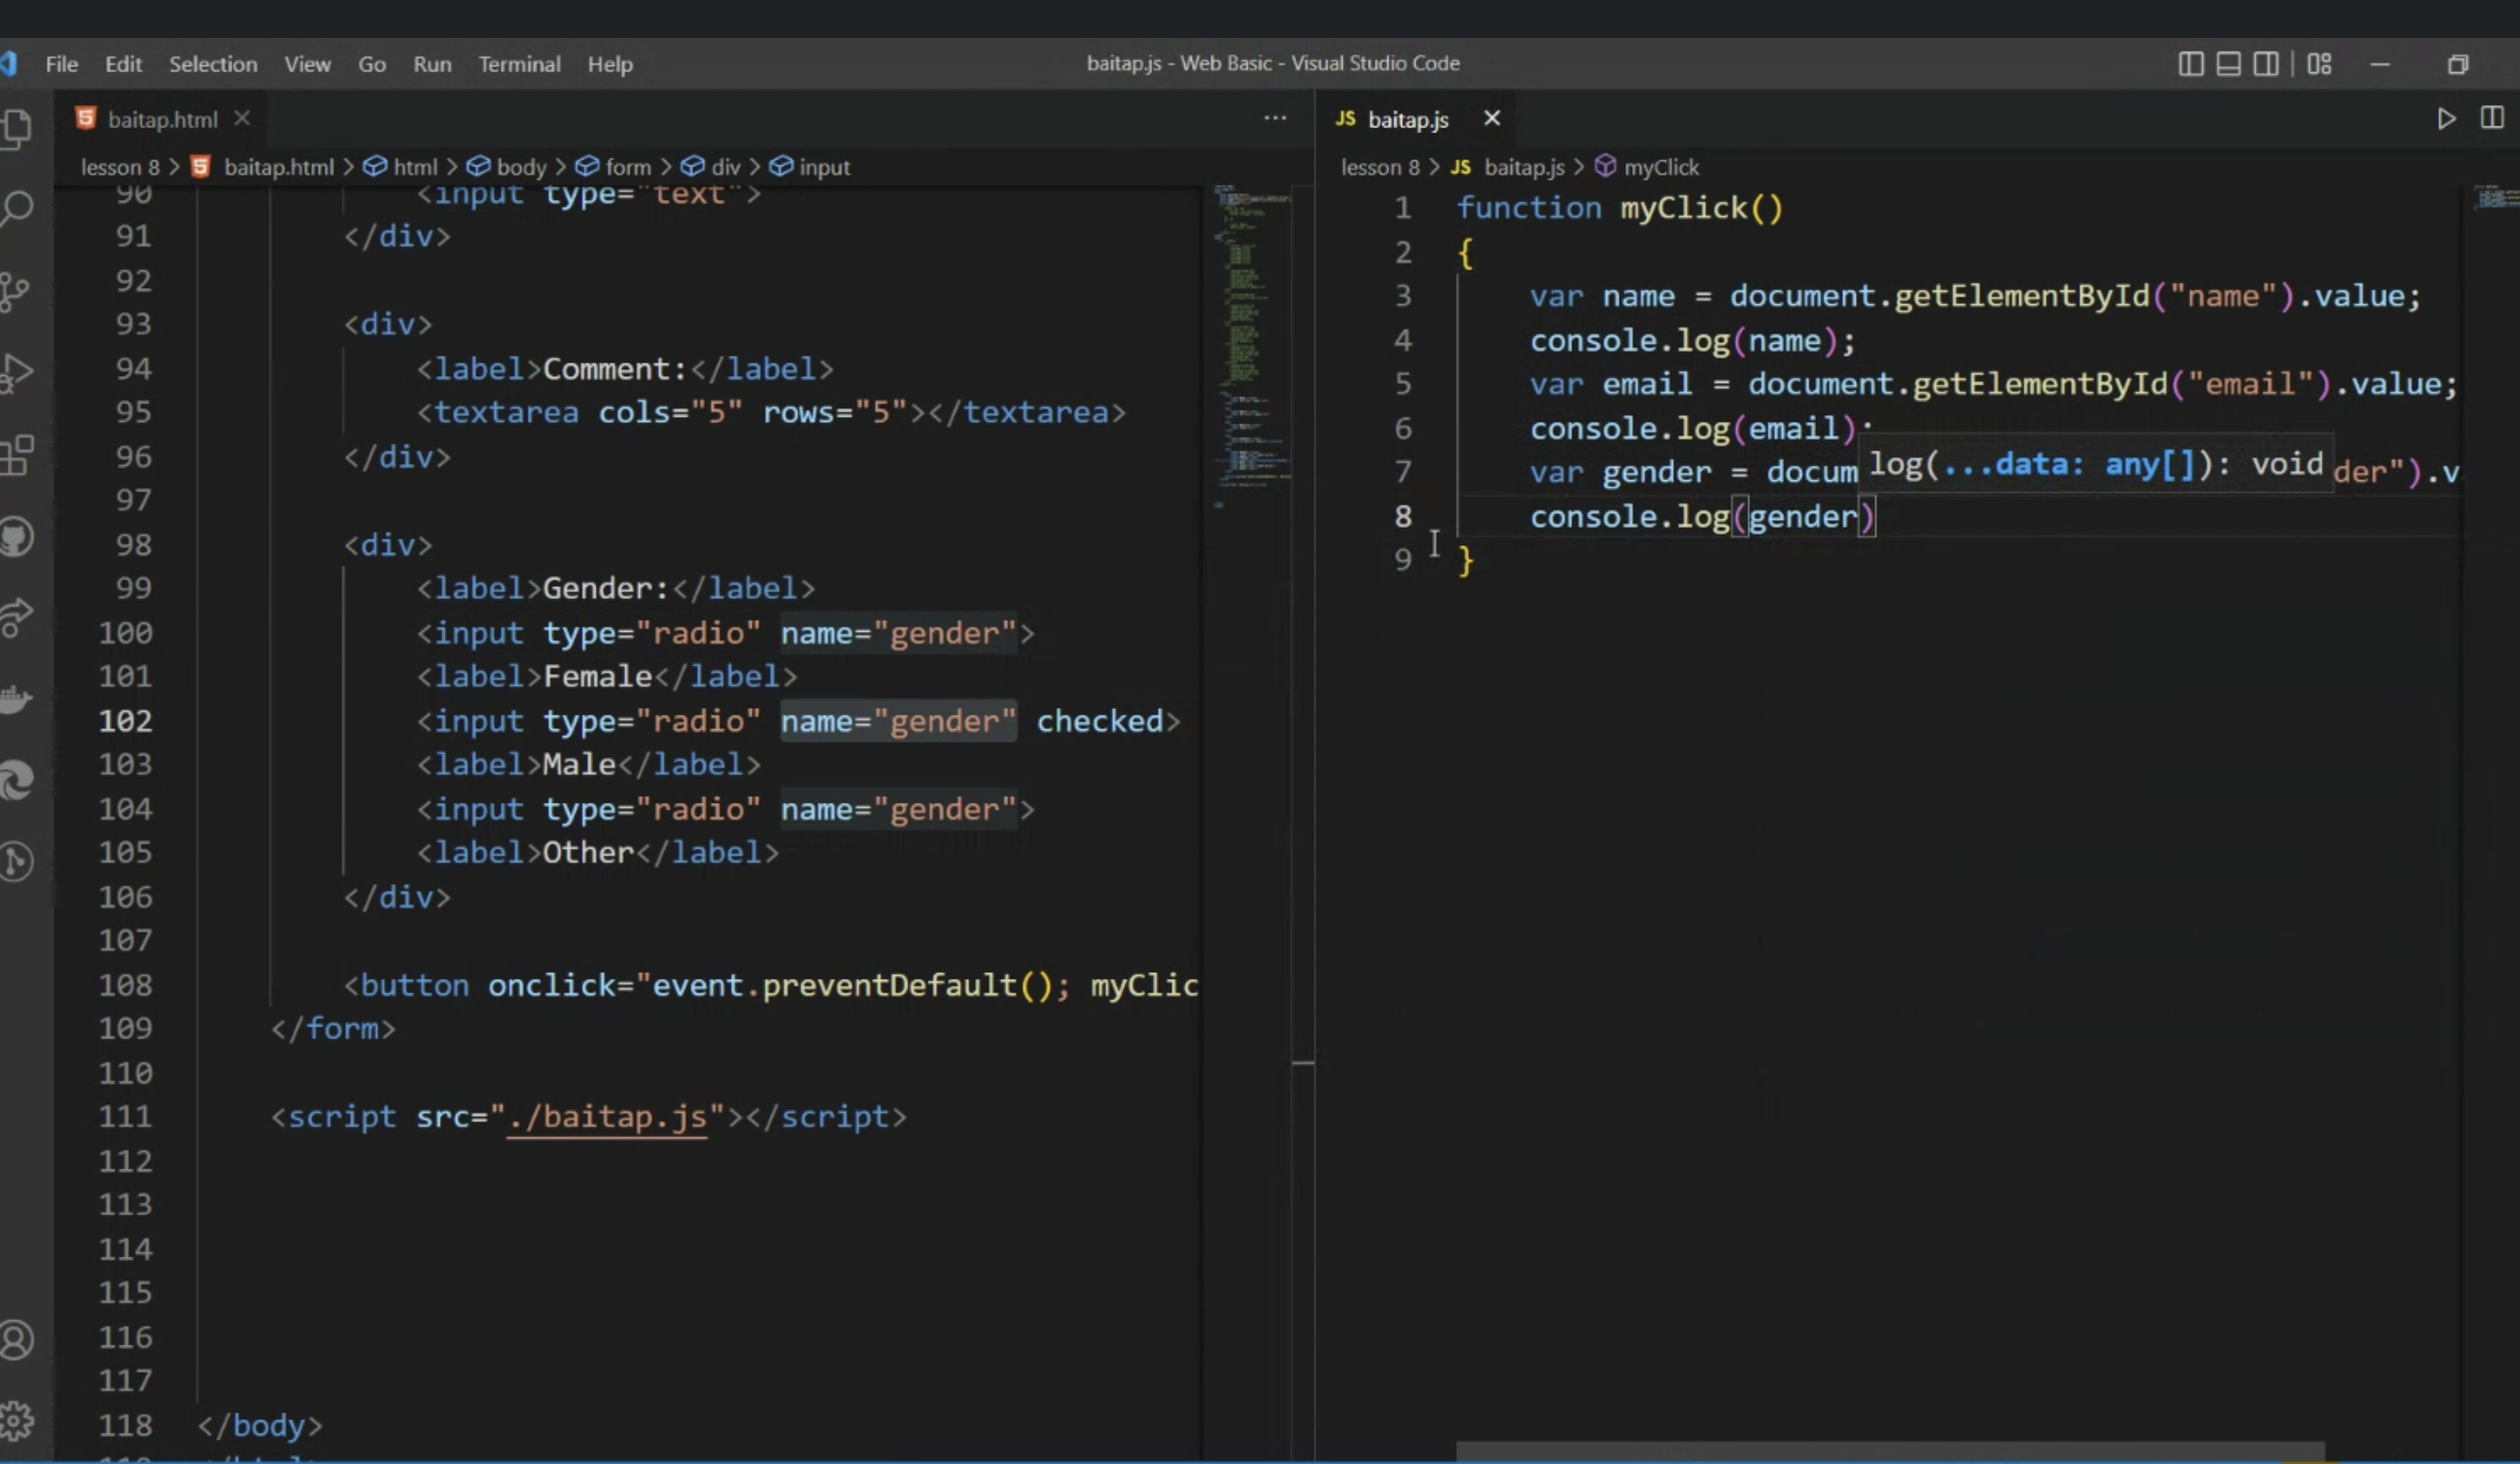 File Edit Selection View Go Run Terminal Help
baitap.js - Web Basic - Visual Studio Code
baitap.html
lesson 8 > baitap.html > html > body > form > div > input
90 <input type="text">
91 </div>
92
93 <div>
94 <label>Comment:</label>
95 <textarea cols="5" rows="5"></textarea>
96 </div>
97
98 <div>
99 <label>Gender:</label>
100 <input type="radio" name="gender">
101 <label>Female</label>
102 <input type="radio" name="gender" checked>
103 <label>Male</label>
104 <input type="radio" name="gender">
105 <label>Other</label>
106 </div>
107
108 <button onclick="event.preventDefault(); myClic
109 </form>
110
111 <script src="./baitap.js"></script>
112
113
114
115
116
117
118 </body>
JS baitap.js
lesson 8 > JS baitap.js > myClick
1 function myClick()
2 {
3 var name = document.getElementById("name").value;
4 console.log(name);
5 var email = document.getElementById("email").value;
6 console.log(email);
7 var gender = docum log(...data: any[]): void der").v
8 console.log(gender)
9 }